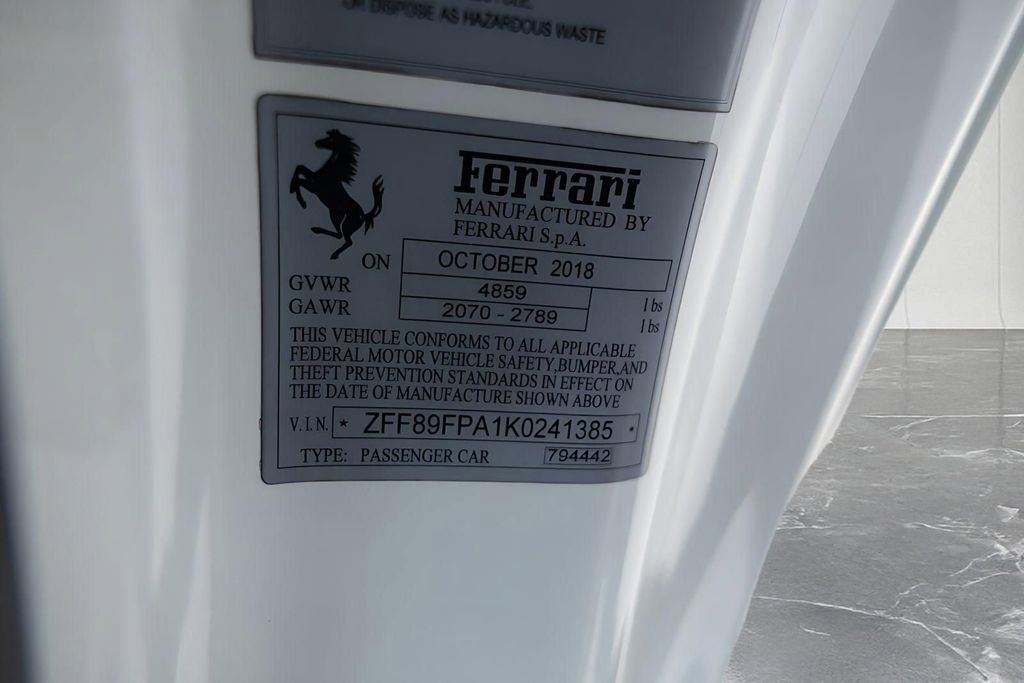 OR DISPOSE AS HAZARDOUS WASTE
Ferrari
MANUFACTURED BY
FERRARI S.p.A.
ON OCTOBER 2018
GVWR 4859 lbs
GAWR 2070 - 2789 lbs
THIS VEHICLE CONFORMS TO ALL APPLICABLE
FEDERAL MOTOR VEHICLE SAFETY,BUMPER,AND
THEFT PREVENTION STANDARDS IN EFFECT ON
THE DATE OF MANUFACTURE SHOWN ABOVE
V.I.N. * ZFF89FPA1K0241385 *
TYPE: PASSENGER CAR 794442